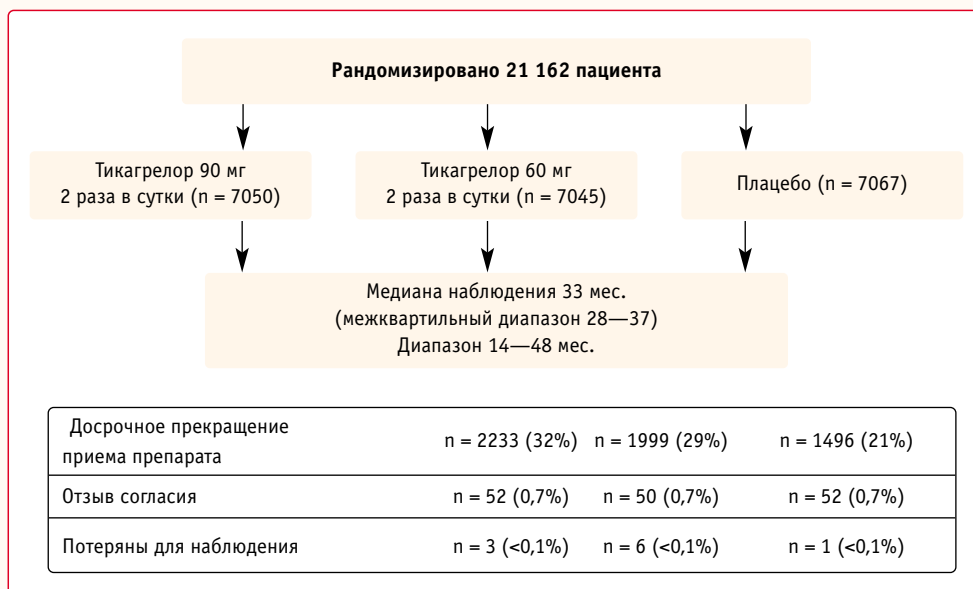 Рандомизировано 21 162 пациента
Тикагрелор 90 мг
2 раза в сутки (n = 7050)
Тикагрелор 60 мг
2 раза в сутки (n = 7045)
Плацебо (n = 7067)
Медиана наблюдения 33 мес.
(межквартильный диапазон 28—37)
Диапазон 14—48 мес.
Досрочное прекращение
приема препарата
n = 2233 (32%) n = 1999 (29%) n = 1496 (21%)
Отзыв согласия n = 52 (0,7%) n = 50 (0,7%) n = 52 (0,7%)
Потеряны для наблюдения n = 3 (<0,1%) n = 6 (<0,1%) n = 1 (<0,1%)